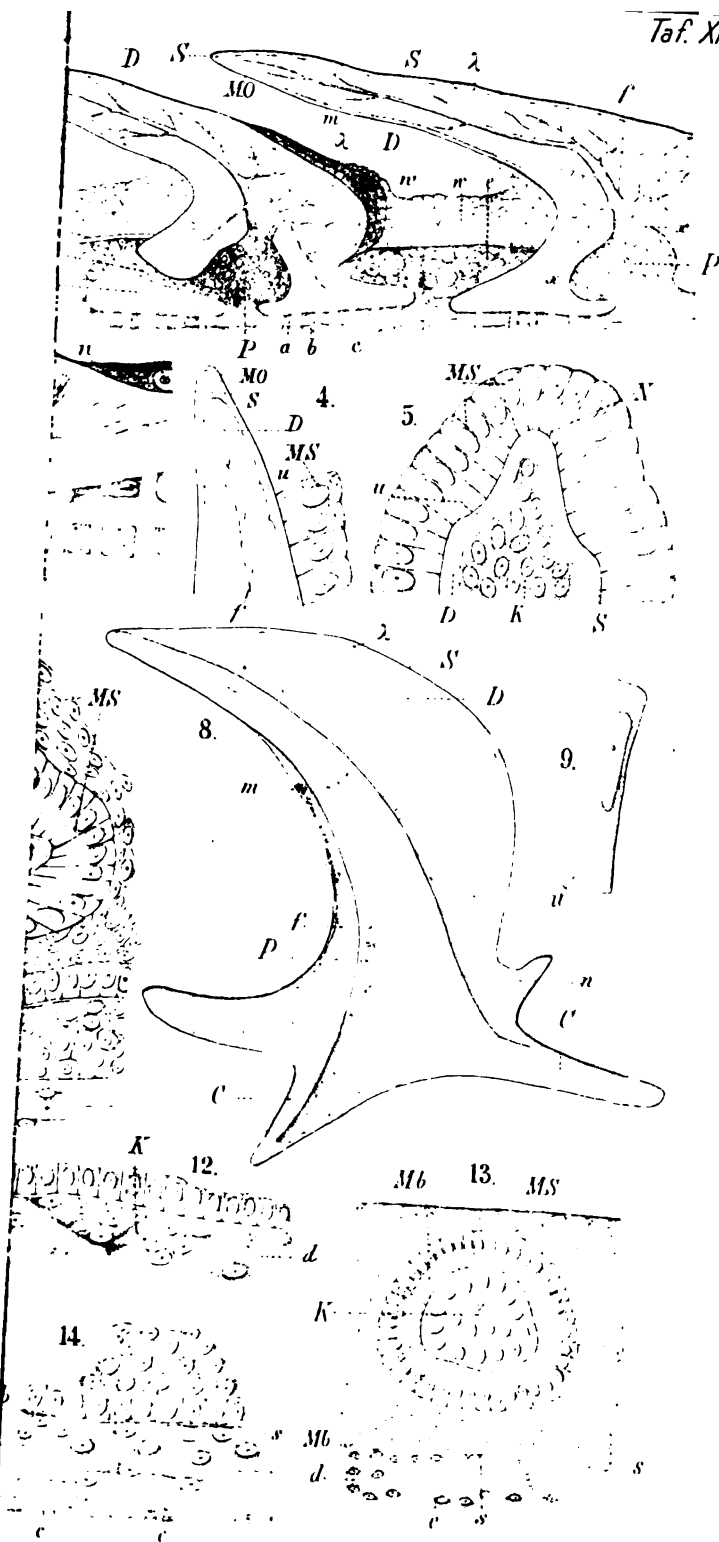 Taf. XI
D S S λ f
MO
m
λ D
w w e
x
P
x
P a b c
n
MO
S 4. MS
D 5. N
MS
u
u
f D K S
λ
S
D
MS
8. 9.
m
u
f
P
n
C
C
K 12. Mb 13. MS
d
K
14.
s Mb
d. s
c c e s